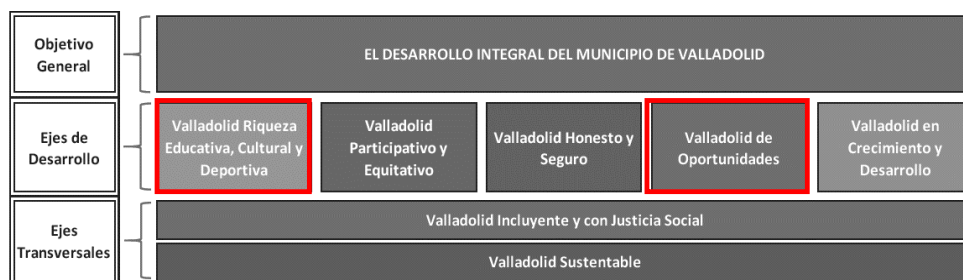 Objetivo
General
EL DESARROLLO INTEGRAL DEL MUNICIPIO DE VALLADOLID
Ejes de
Desarrollo
Valladolid Riqueza
Educativa, Cultural y
Deportiva
Valladolid
Participativo y
Equitativo
Valladolid Honesto y
Seguro
Valladolid de
Oportunidades
Valladolid en
Crecimiento y
Desarrollo
Ejes
Transversales
Valladolid Incluyente y con Justicia Social
Valladolid Sustentable